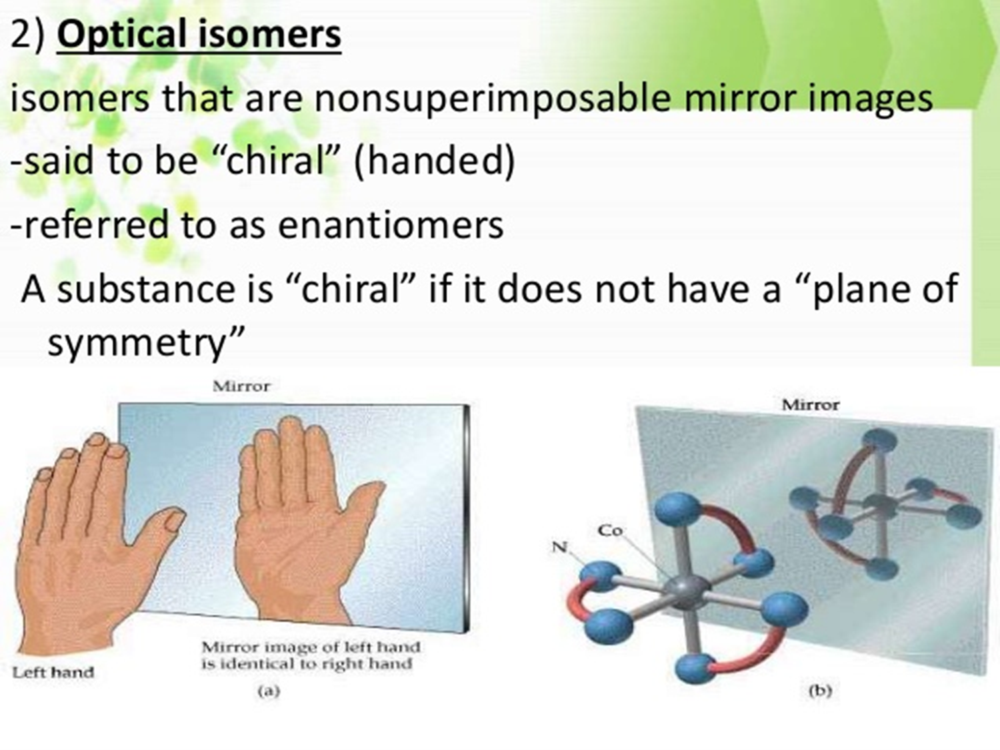 2) Optical isomers
isomers that are nonsuperimposable mirror images
-said to be “chiral” (handed)
-referred to as enantiomers
A substance is “chiral” if it does not have a “plane of
symmetry”
Mirror
Left hand
Mirror image of left hand
is identical to right hand
(a)
Mirror
Co
N
(b)